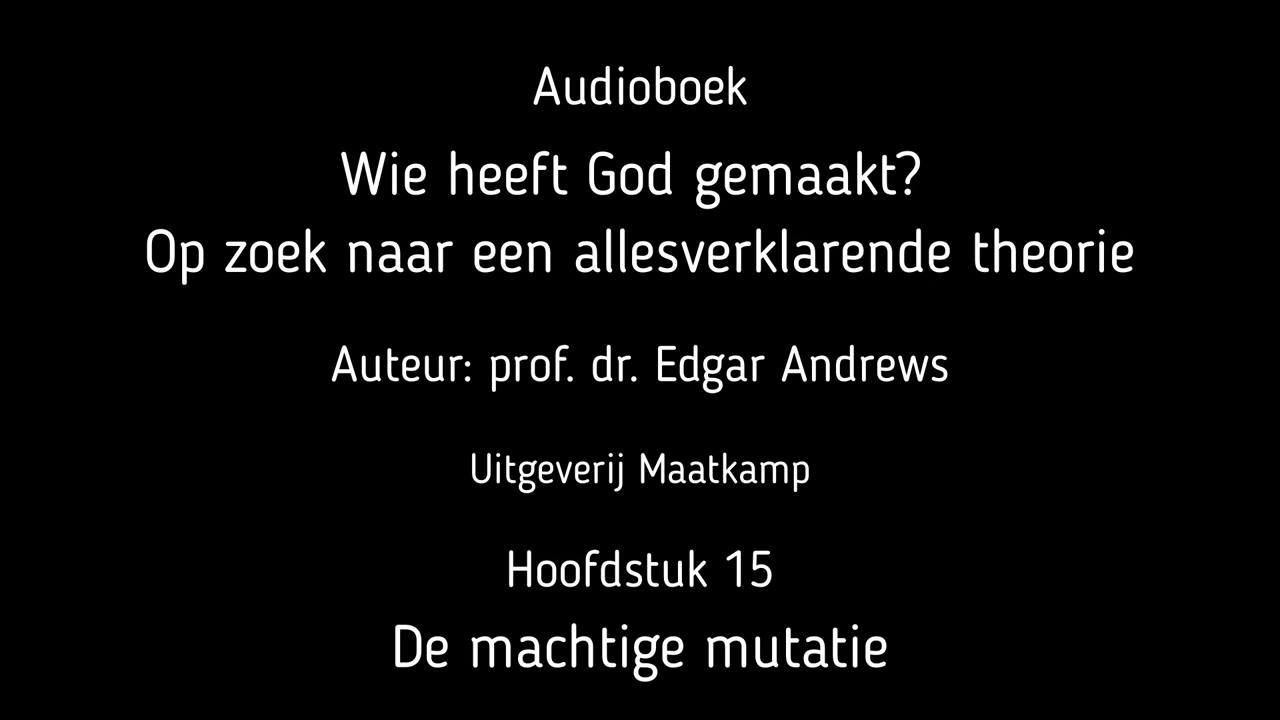 Audioboek
Wie heeft God gemaakt?
Op zoek naar een allesverklarende theorie
Auteur: prof. dr. Edgar Andrews
Uitgeverij Maatkamp
Hoofdstuk 15
De machtige mutatie